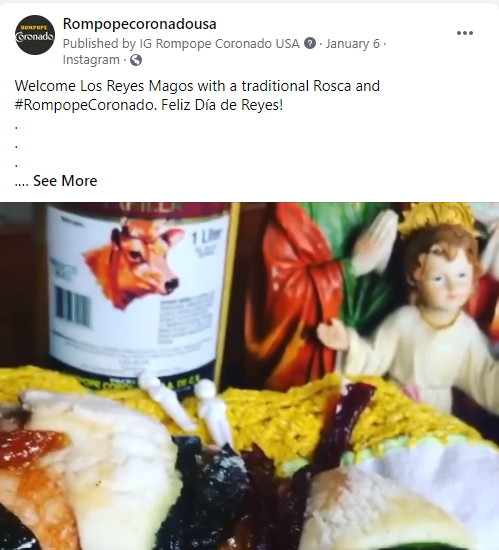 ROMPOPE
Coronado
Rompopecoronadousa
Published by IG Rompope Coronado USA ? · January 6 ·
Instagram ·
Welcome Los Reyes Magos with a traditional Rosca and
#RompopeCoronado. Feliz Día de Reyes!
.
.
.
.... See More
1 Liter